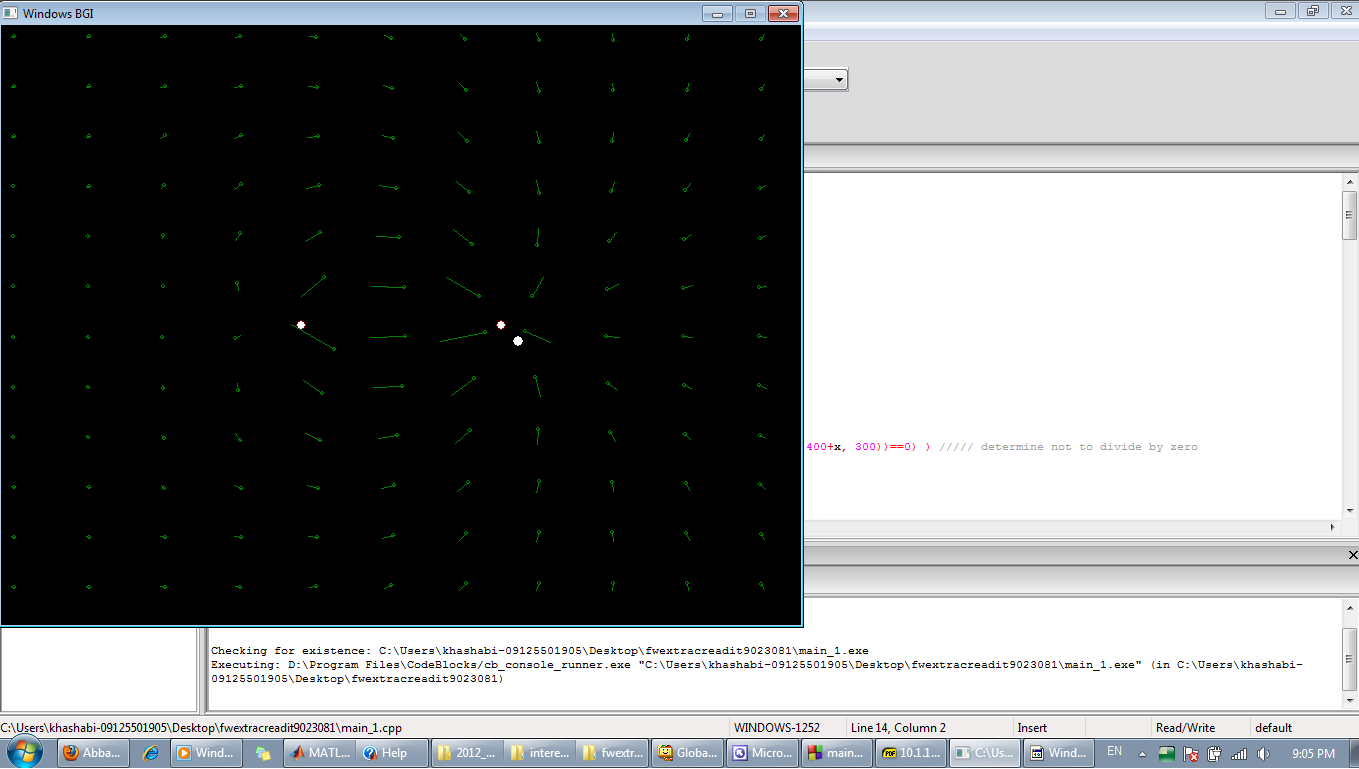 Windows BGI
400+x, 300))==0) ) ///// determine not to divide by zero
Checking for existence: C:\Users\khashabi-09125501905\Desktop\fwextracreadit9023081\main_1.exe
Executing: D:\Program Files\CodeBlocks/cb_console_runner.exe "C:\Users\khashabi-09125501905\Desktop\fwextracreadit9023081\main_1.exe" (in C:\Users\khashabi-
09125501905\Desktop\fwextracreadit9023081)
C:\Users\khashabi-09125501905\Desktop\fwextracreadit9023081\main_1.cpp WINDOWS-1252 Line 14, Column 2 Insert Read/Write default
Abba... Wind... MATL... Help 2012_... intere... fwextr... Globa... Micro... main... PDF 10.1.1... C:\Us... Wind... EN 9:05 PM